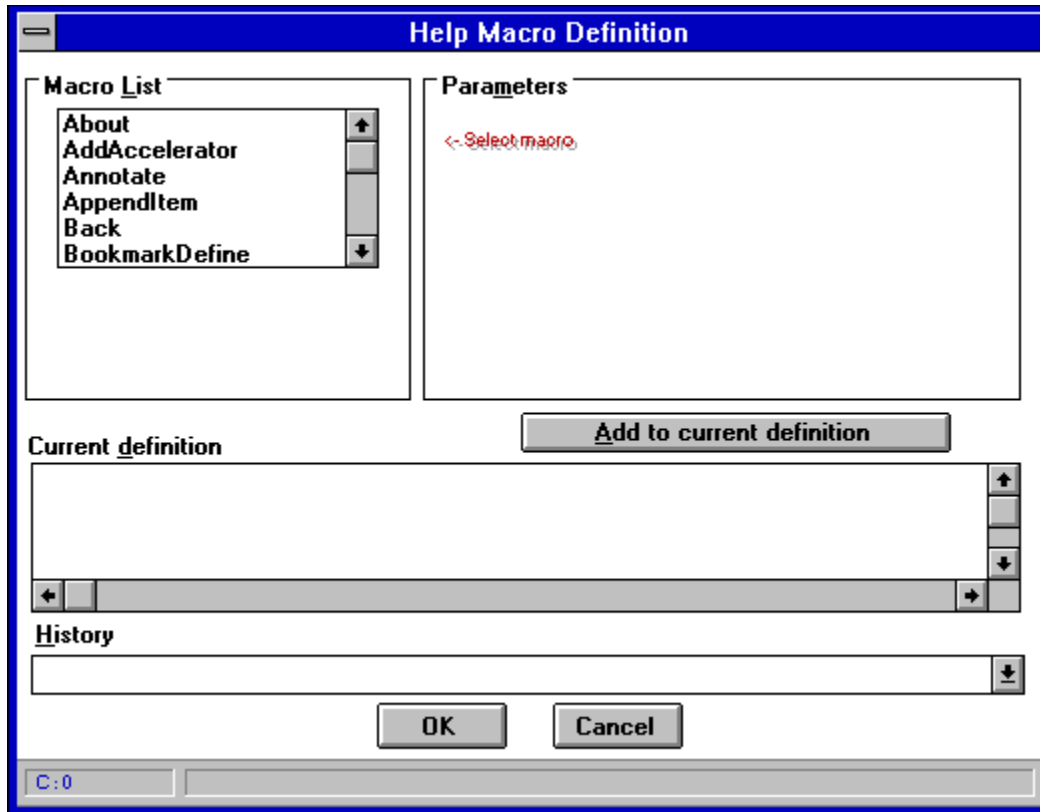 Help Macro Definition
Macro List
About
AddAccelerator
Annotate
AppendItem
Back
BookmarkDefine
Parameters
<- Select macro
Add to current definition
Current definition
History
OK
Cancel
C:0